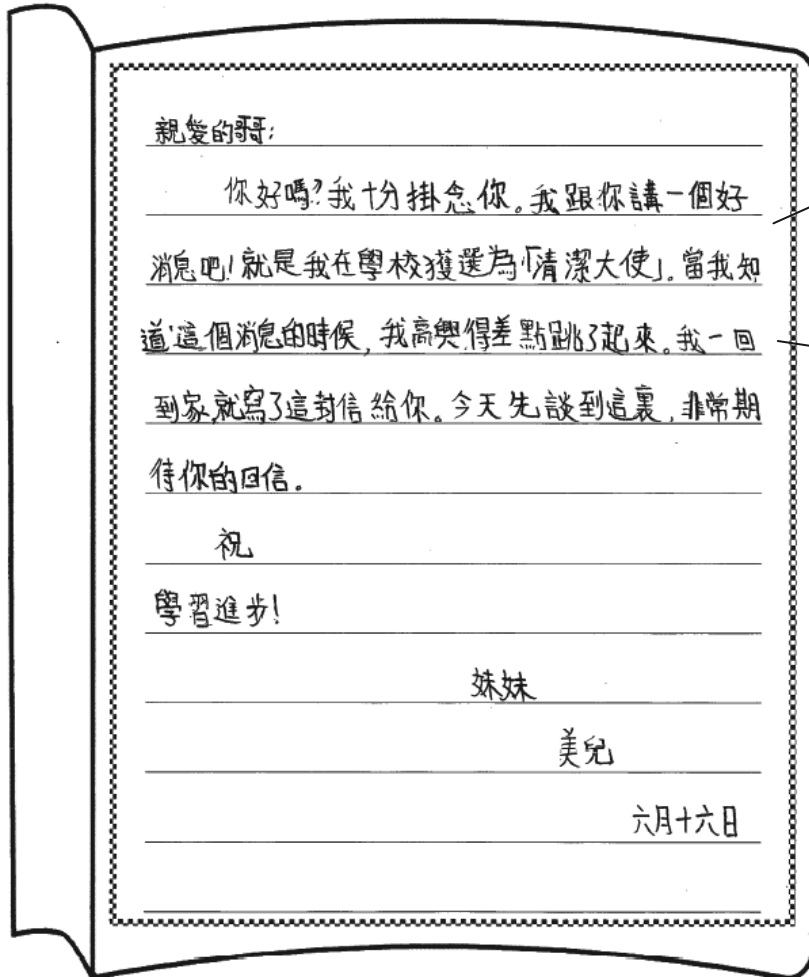 親愛的哥哥：
你好嗎？我十分掛念你。我跟你講一個好
消息吧！就是我在學校獲選為「清潔大使」。當我知
道這個消息的時候，我高興得差點跳了起來。我一回
到家，就寫了這封信給你。今天先談到這裏，非常期
待你的回信。
祝
學習進步！
妹妹
美兒
六月十六日